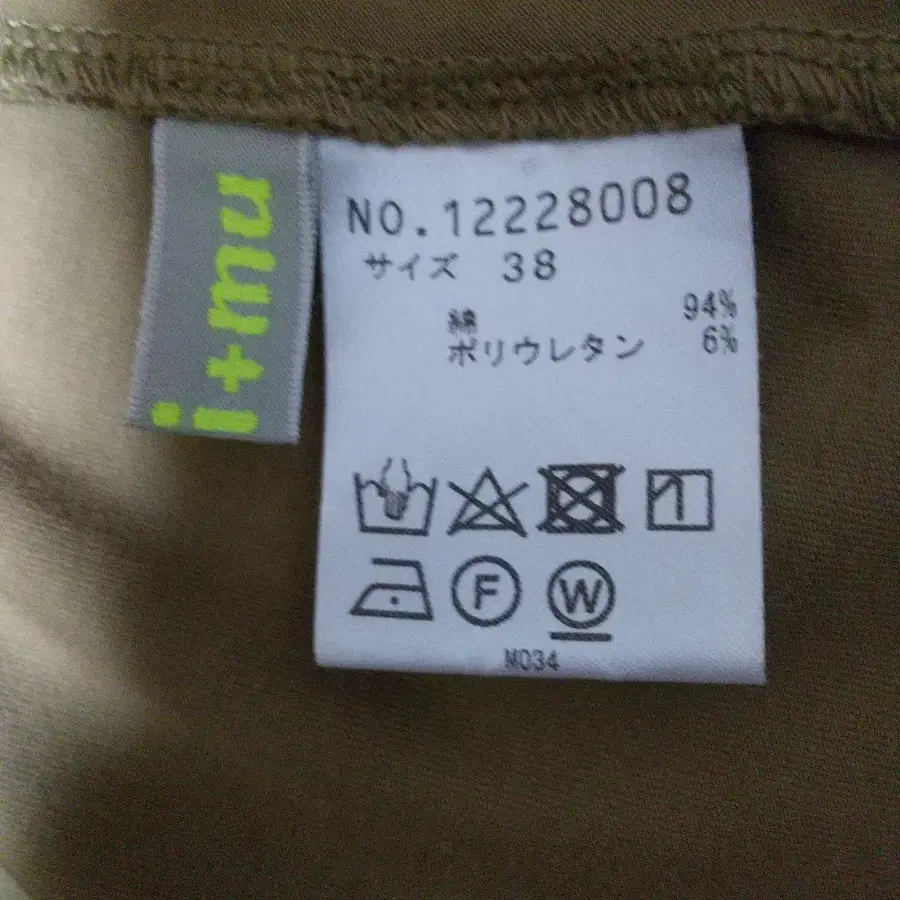 i+mu
NO.12228008
サイズ 38
綿 94%
ポリウレタン 6%
F
W
M034